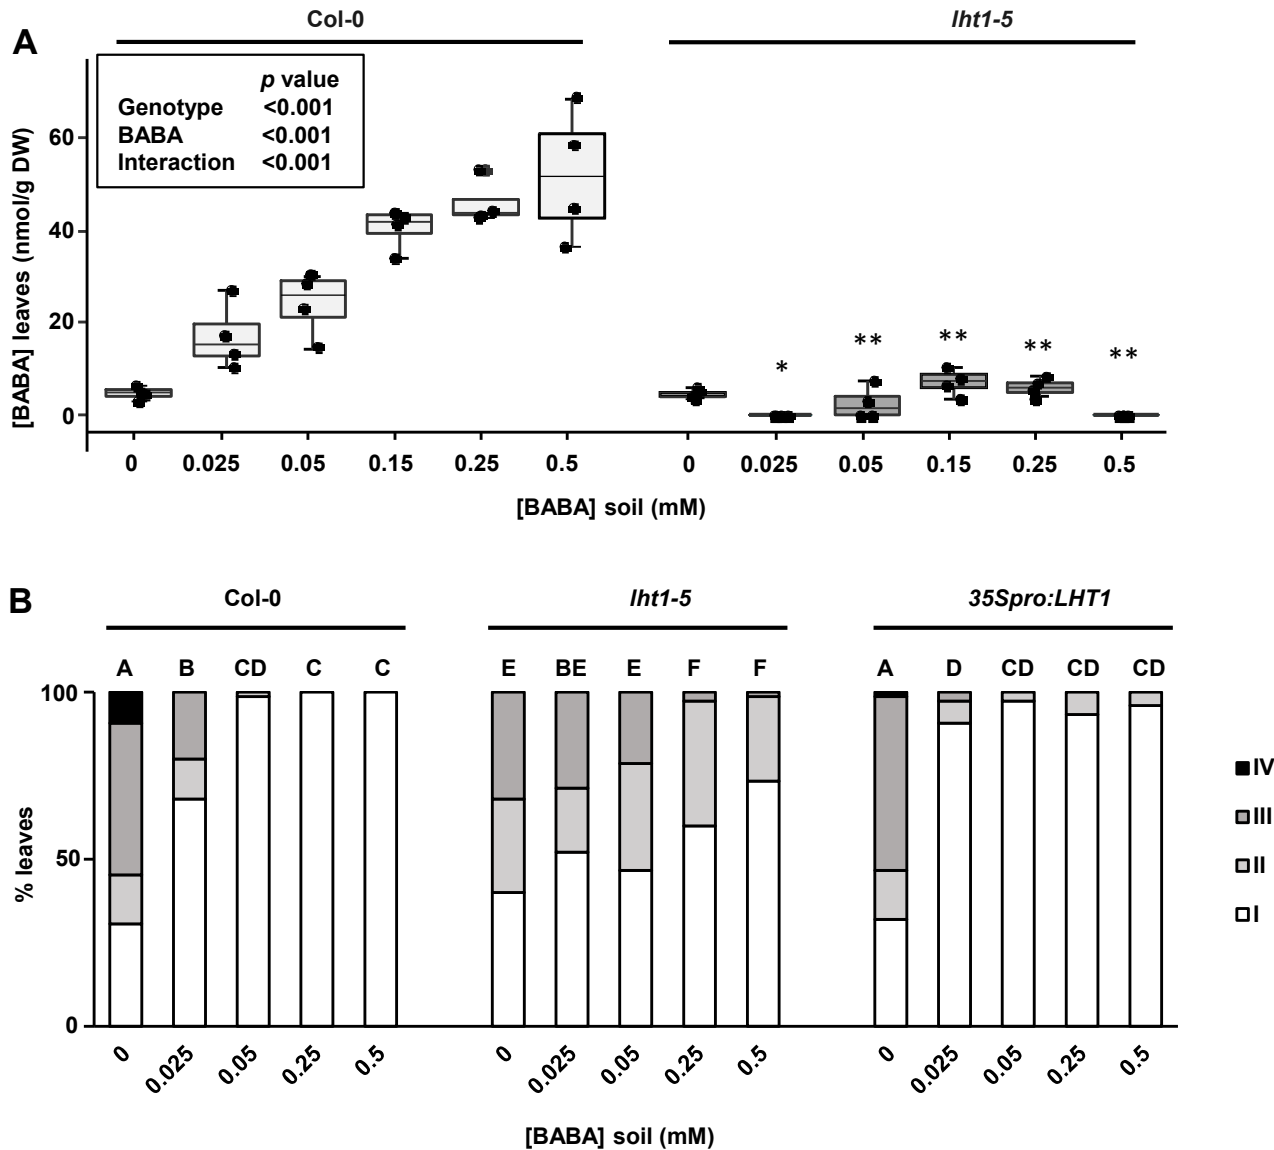 A
Col-0
lht1-5
p value
Genotype <0.001
BABA <0.001
Interaction <0.001
[BABA] leaves (nmol/g DW)
60
40
20
0
* ** ** ** **
0 0.025 0.05 0.15 0.25 0.5 0 0.025 0.05 0.15 0.25 0.5
[BABA] soil (mM)
B
Col-0
lht1-5
35Spro:LHT1
A B CD C C E BE E F F A D CD CD CD
% leaves
100
50
0
IV
III
II
I
0 0.025 0.05 0.25 0.5 0 0.025 0.05 0.25 0.5 0 0.025 0.05 0.25 0.5
[BABA] soil (mM)